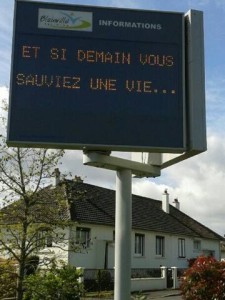 INFORMATIONS
ET SI DEMAIN VOUS
SAUVIEZ UNE VIE...